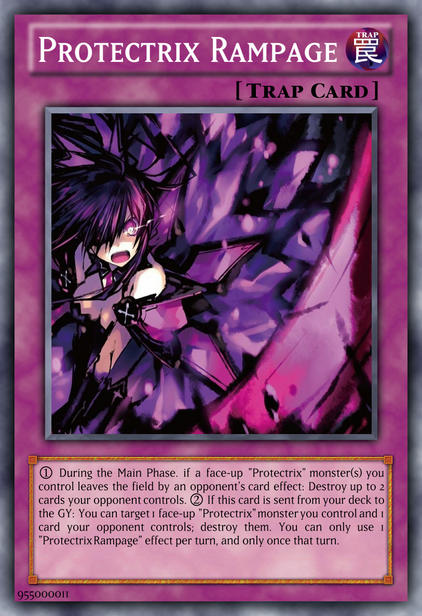 PROTECTRIX RAMPAGE
TRAP
罠
[TRAP CARD]
① During the Main Phase. if a face-up "Protectrix" monster(s) you
control leaves the field by an opponent's card effect: Destroy up to 2
cards your opponent controls. ② If this card is sent from your deck to
the GY: You can target 1 face-up "Protectrix" monster you control and 1
card your opponent controls; destroy them. You can only use 1
"Protectrix Rampage" effect per turn, and only once that turn.
955000011